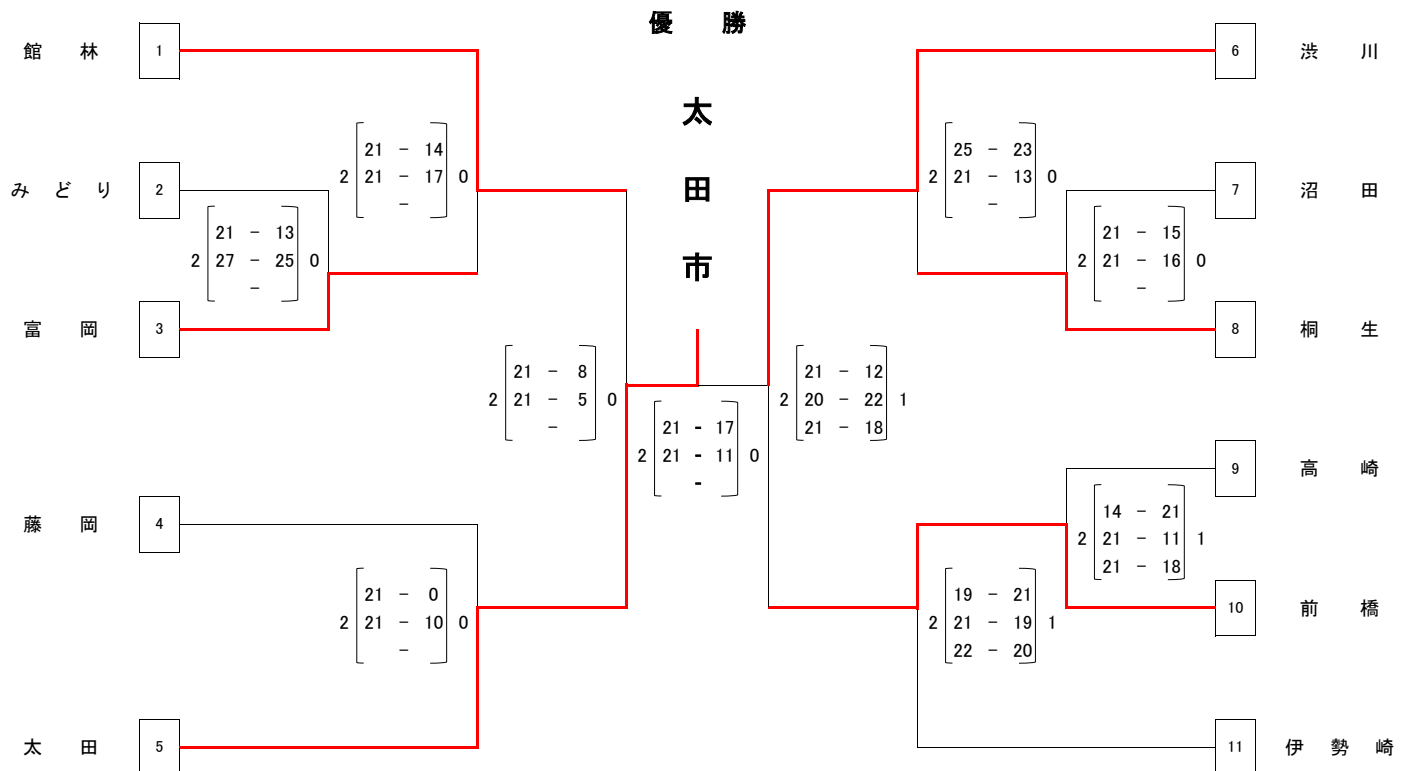 優 勝
太
田
市
館 林 1
みどり 2
富 岡 3
藤 岡 4
太 田 5
6 渋 川
7 沼 田
8 桐 生
9 高 崎
10 前 橋
11 伊勢崎
21 - 14
2 21 - 17 0
-
21 - 13
2 27 - 25 0
-
21 - 8
2 21 - 5 0
-
21 - 0
2 21 - 10 0
-
21 - 17
2 21 - 11 0
-
25 - 23
2 21 - 13 0
-
21 - 15
2 21 - 16 0
-
21 - 12
2 20 - 22 1
21 - 18
14 - 21
2 21 - 11 1
21 - 18
19 - 21
2 21 - 19 1
22 - 20